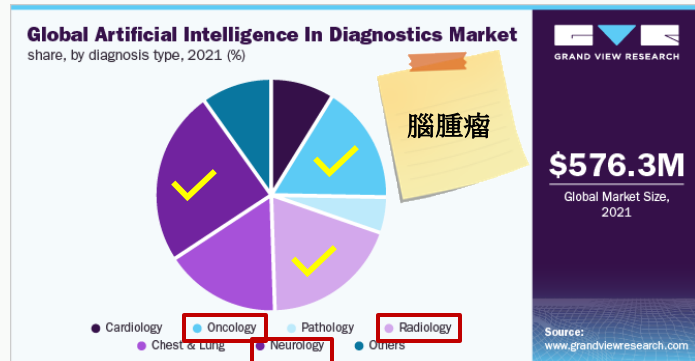 Global Artificial Intelligence In Diagnostics Market
share, by diagnosis type, 2021 (%)
腦腫瘤
Cardiology
Oncology
Pathology
Radiology
Chest & Lung
Neurology
Others
GRAND VIEW RESEARCH
$576.3M
Global Market Size,
2021
Source:
www.grandviewresearch.com